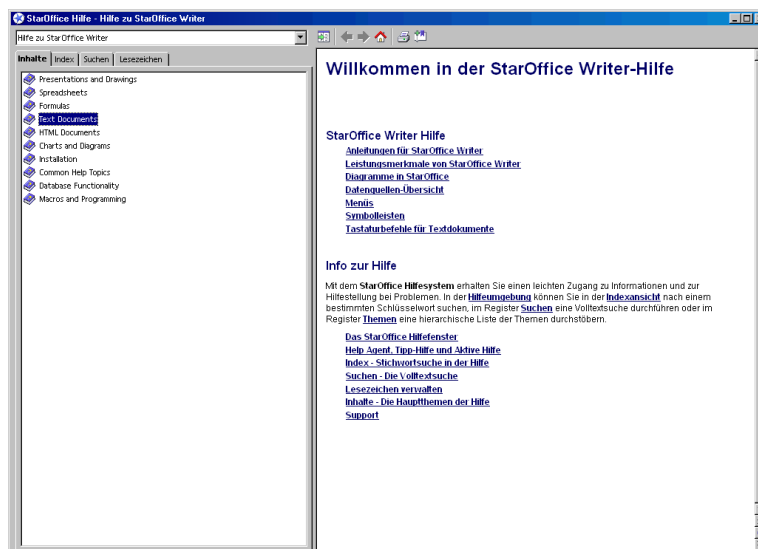 StarOffice Hilfe - Hilfe zu StarOffice Writer
Hilfe zu StarOffice Writer
Inhalte Index Suchen Lesezeichen
Presentations and Drawings
Spreadsheets
Formulas
Text Documents
HTML Documents
Charts and Diagrams
Installation
Common Help Topics
Database Functionality
Macros and Programming
Willkommen in der StarOffice Writer-Hilfe
StarOffice Writer Hilfe
Anleitungen für StarOffice Writer
Leistungsmerkmale von StarOffice Writer
Diagramme in StarOffice
Datenquellen-Übersicht
Menüs
Symbolleisten
Tastaturbefehle für Textdokumente
Info zur Hilfe
Mit dem StarOffice Hilfesystem erhalten Sie einen leichten Zugang zu Informationen und zur
Hilfestellung bei Problemen. In der Hilfeumgebung können Sie in der Indexansicht nach einem
bestimmten Schlüsselwort suchen, im Register Suchen eine Volltextsuche durchführen oder im
Register Themen eine hierarchische Liste der Themen durchstöbern.
Das StarOffice Hilfefenster
Help Agent, Tipp-Hilfe und Aktive Hilfe
Index - Stichwortsuche in der Hilfe
Suchen - Die Volltextsuche
Lesezeichen verwalten
Inhalte - Die Hauptthemen der Hilfe
Support